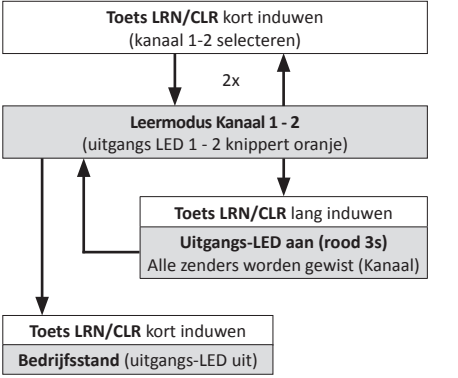 Toets LRN/CLR kort induwen
(kanaal 1-2 selecteren)
2x
Leermodus Kanaal 1 - 2
(uitgangs LED 1 - 2 knippert oranje)
Toets LRN/CLR lang induwen
Uitgangs-LED aan (rood 3s)
Alle zenders worden gewist (Kanaal)
Toets LRN/CLR kort induwen
Bedrijfsstand (uitgangs-LED uit)